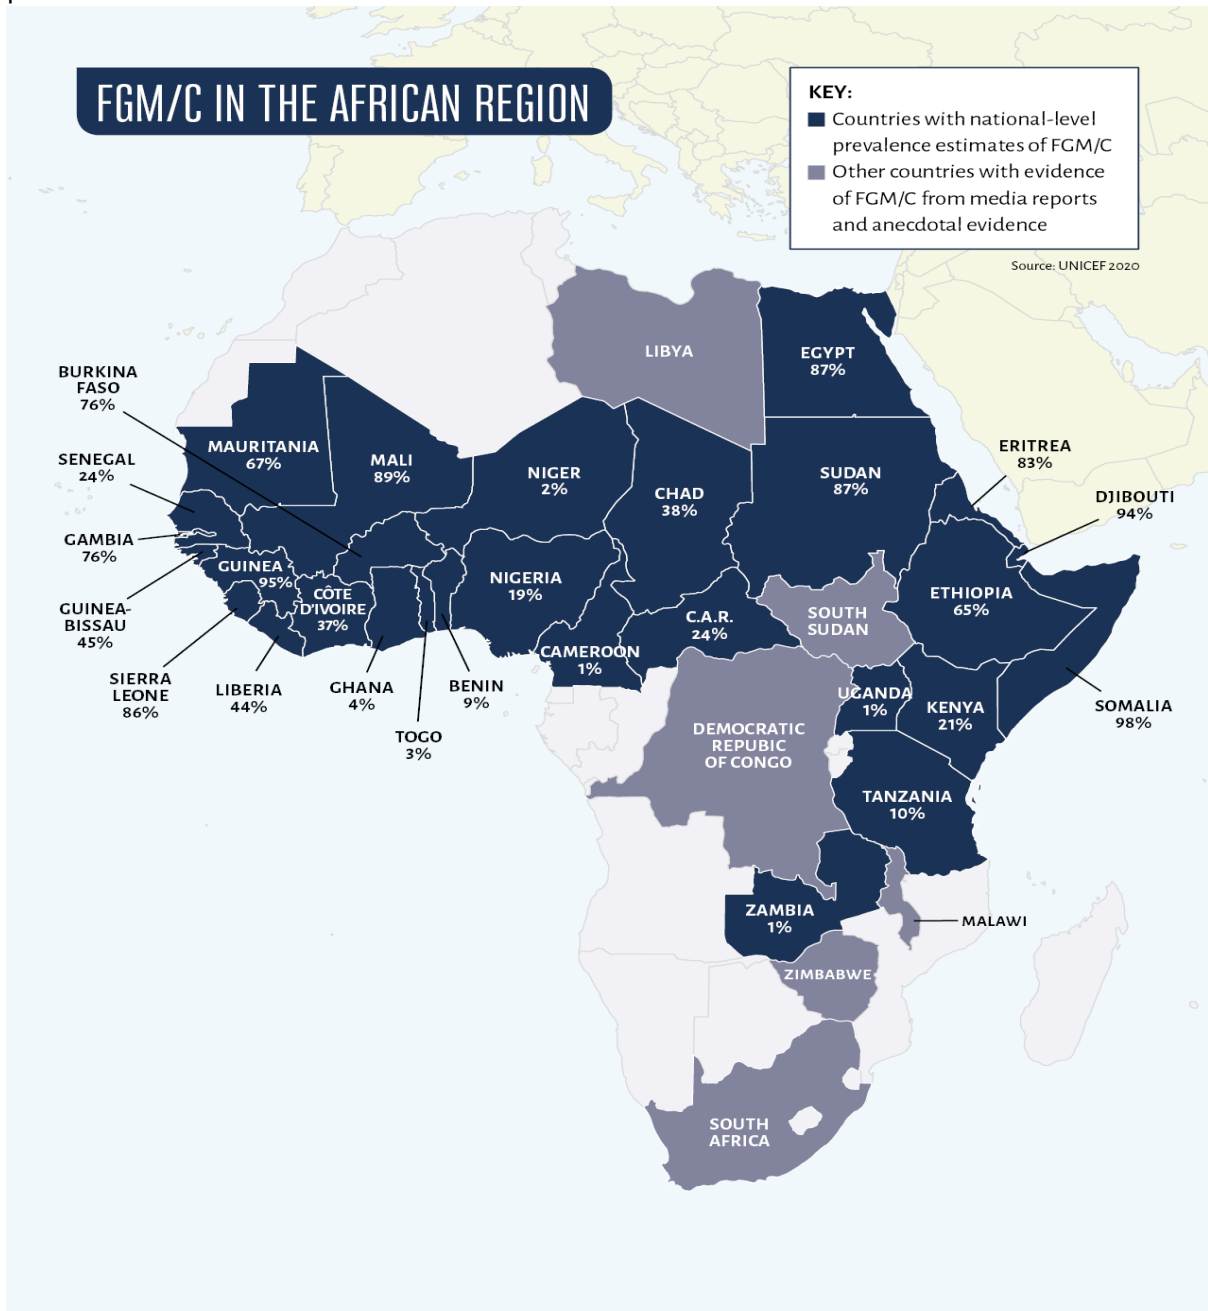 FGM/C IN THE AFRICAN REGION
KEY:
Countries with national-level
prevalence estimates of FGM/C
Other countries with evidence
of FGM/C from media reports
and anecdotal evidence
Source: UNICEF 2020
LIBYA
EGYPT
87%
BURKINA
FASO
76%
MAURITANIA
67%
MALI
89%
NIGER
2%
CHAD
38%
SUDAN
87%
ERITREA
83%
SENEGAL
24%
DJIBOUTI
94%
GAMBIA
76%
GUINEA
95%
CÔTE
D'IVOIRE
37%
NIGERIA
19%
C.A.R.
24%
SOUTH
SUDAN
ETHIOPIA
65%
GUINEA-
BISSAU
45%
CAMEROON
1%
SIERRA
LEONE
86%
LIBERIA
44%
GHANA
4%
BENIN
9%
TOGO
3%
UGANDA
1%
KENYA
21%
SOMALIA
98%
DEMOCRATIC
REPUBIC
OF CONGO
TANZANIA
10%
ZAMBIA
1%
MALAWI
ZIMBABWE
SOUTH
AFRICA